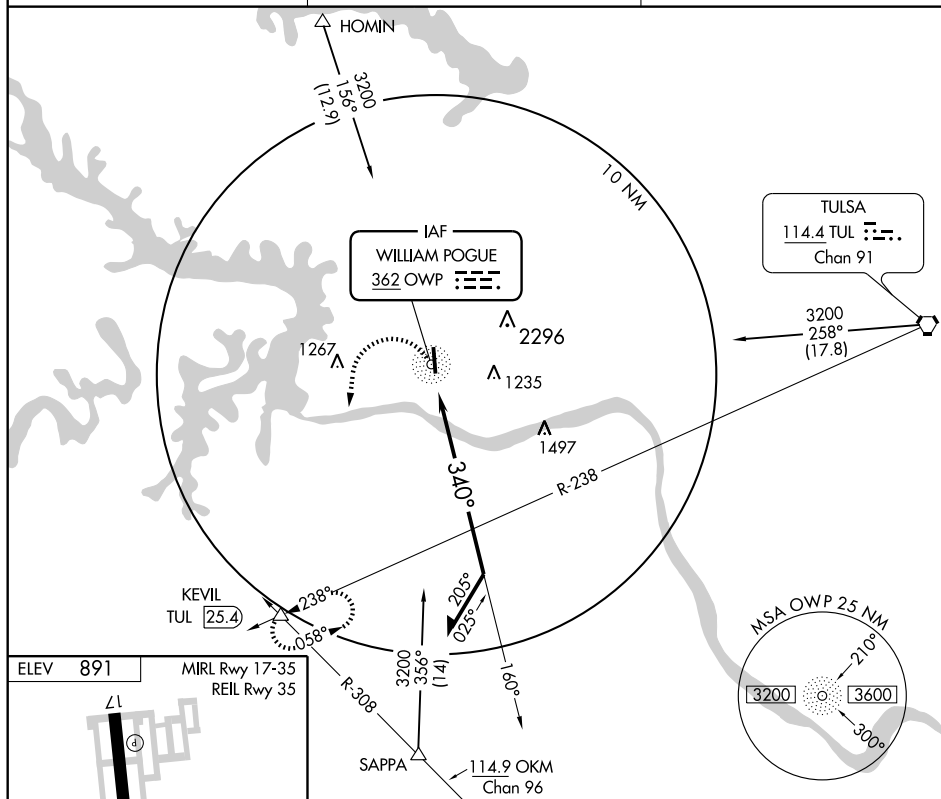 HOMIN
3200
156°
(12.9)
10 NM
TULSA
114.4 TUL
Chan 91
IAF
WILLIAM POGUE
362 OWP
3200
258°
(17.8)
2296
1267
1235
1497
340°
R-238
KEVIL
TUL 25.4
238°
058°
205°
025°
MSA OWP 25 NM
210°
3200
3600
300°
ELEV 891
MIRL Rwy 17-35
REIL Rwy 35
3200
356°
(14)
160°
R-308
17
P
SAPPA
114.9 OKM
Chan 96